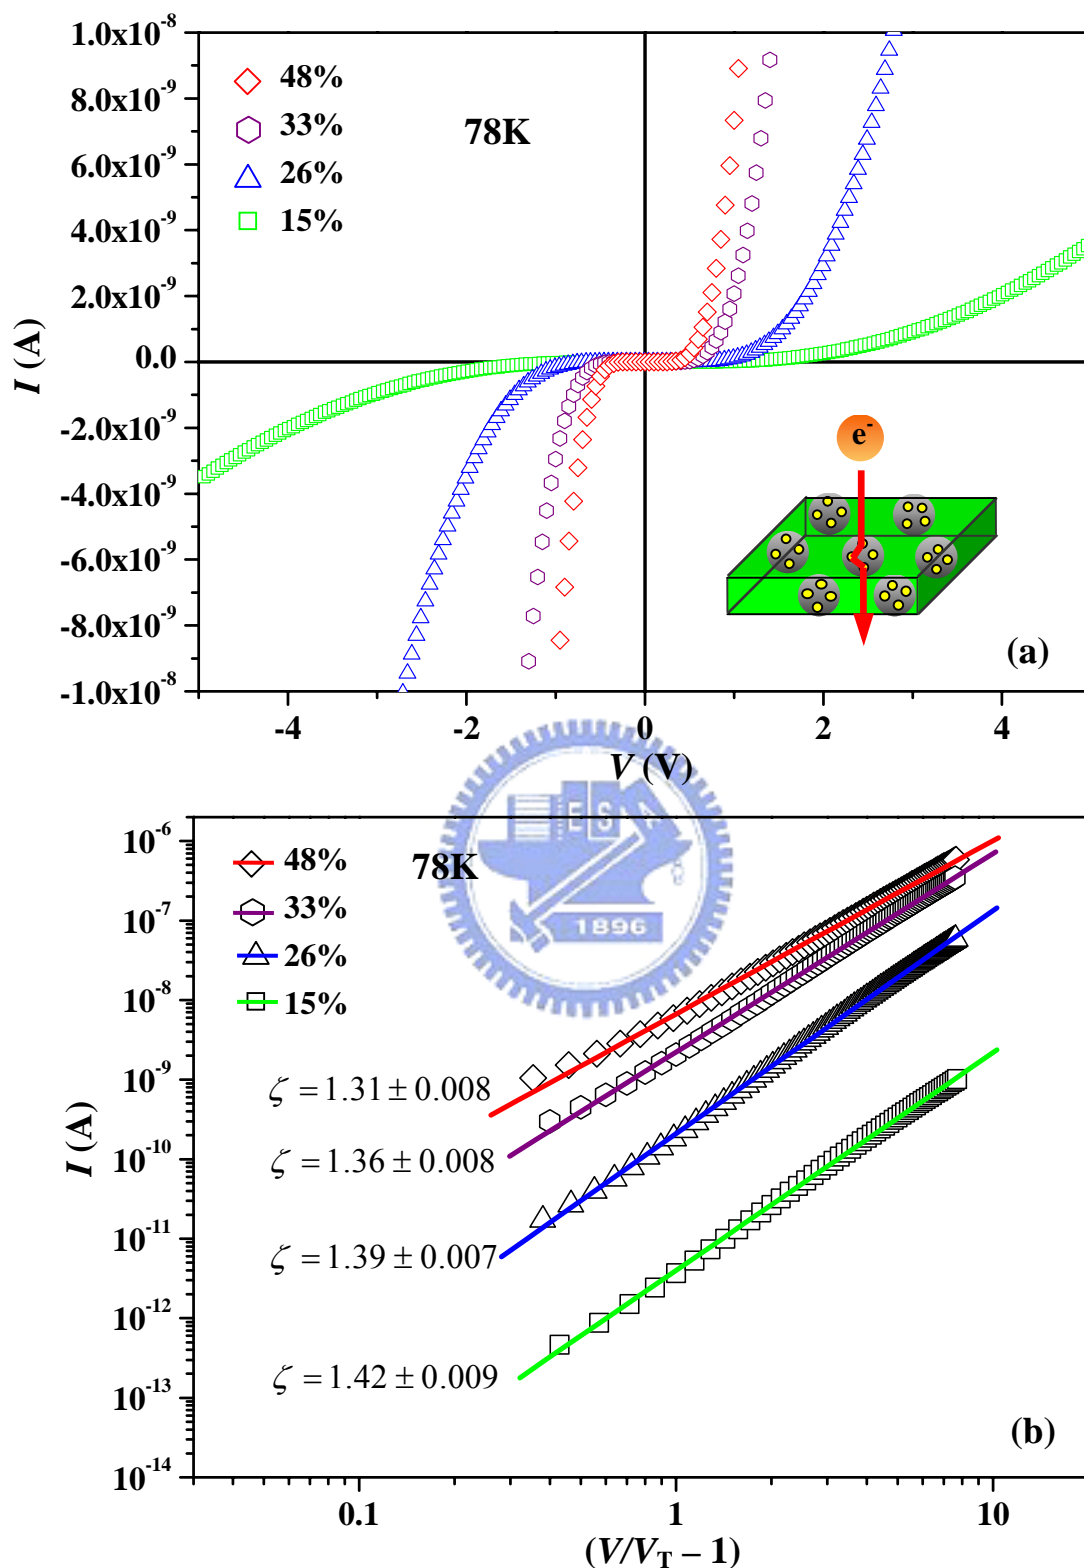 1.0x10⁻⁸
8.0x10⁻⁹
6.0x10⁻⁹
4.0x10⁻⁹
2.0x10⁻⁹
0.0
-2.0x10⁻⁹
-4.0x10⁻⁹
-6.0x10⁻⁹
-8.0x10⁻⁹
-1.0x10⁻⁸
I (A)
48%
33%
26%
15%
78K
e⁻
(a)
-4 -2 0 2 4
V (V)
ES
1896
10⁻⁶
10⁻⁷
10⁻⁸
10⁻⁹
10⁻¹⁰
10⁻¹¹
10⁻¹²
10⁻¹³
10⁻¹⁴
I (A)
48%
33%
26%
15%
78K
ζ = 1.31 ± 0.008
ζ = 1.36 ± 0.008
ζ = 1.39 ± 0.007
ζ = 1.42 ± 0.009
(b)
0.1 1 10
(V/V_T – 1)